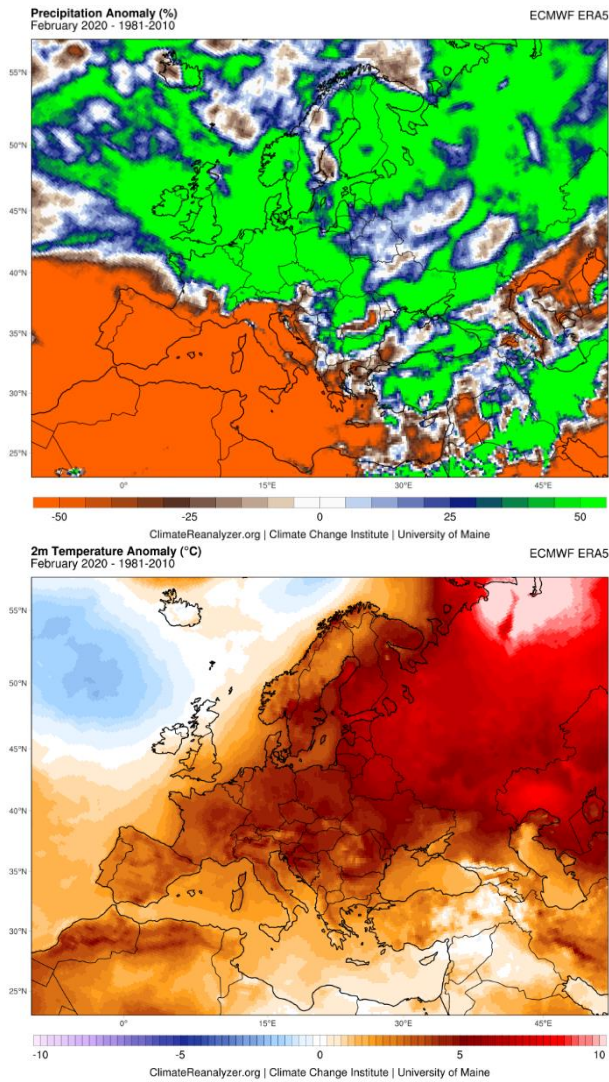 Precipitation Anomaly (%)
February 2020 - 1981-2010
ECMWF ERA5
55°N
50°N
45°N
40°N
35°N
30°N
25°N
0°
15°E
30°E
45°E
-50
-25
0
25
50
ClimateReanalyzer.org | Climate Change Institute | University of Maine
2m Temperature Anomaly (°C)
February 2020 - 1981-2010
ECMWF ERA5
55°N
50°N
45°N
40°N
35°N
30°N
25°N
0°
15°E
30°E
45°E
-10
-5
0
5
10
ClimateReanalyzer.org | Climate Change Institute | University of Maine